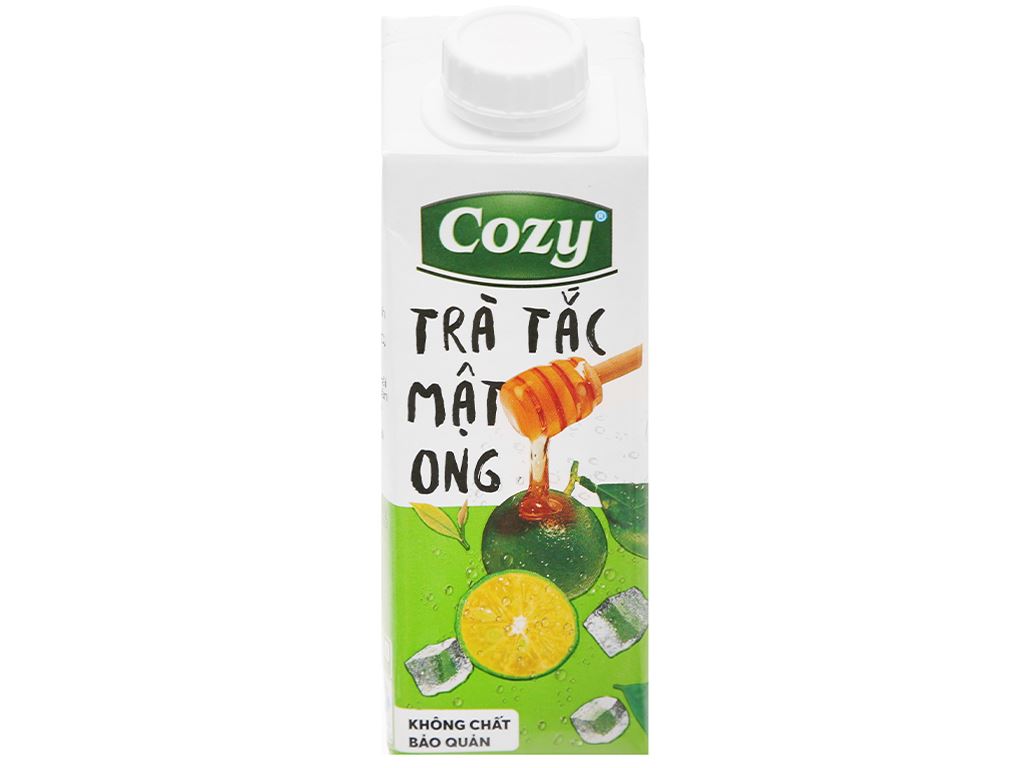 Cozy®
TRÀ TẮC
MẬT
ONG
KHÔNG CHẤT
BẢO QUẢN